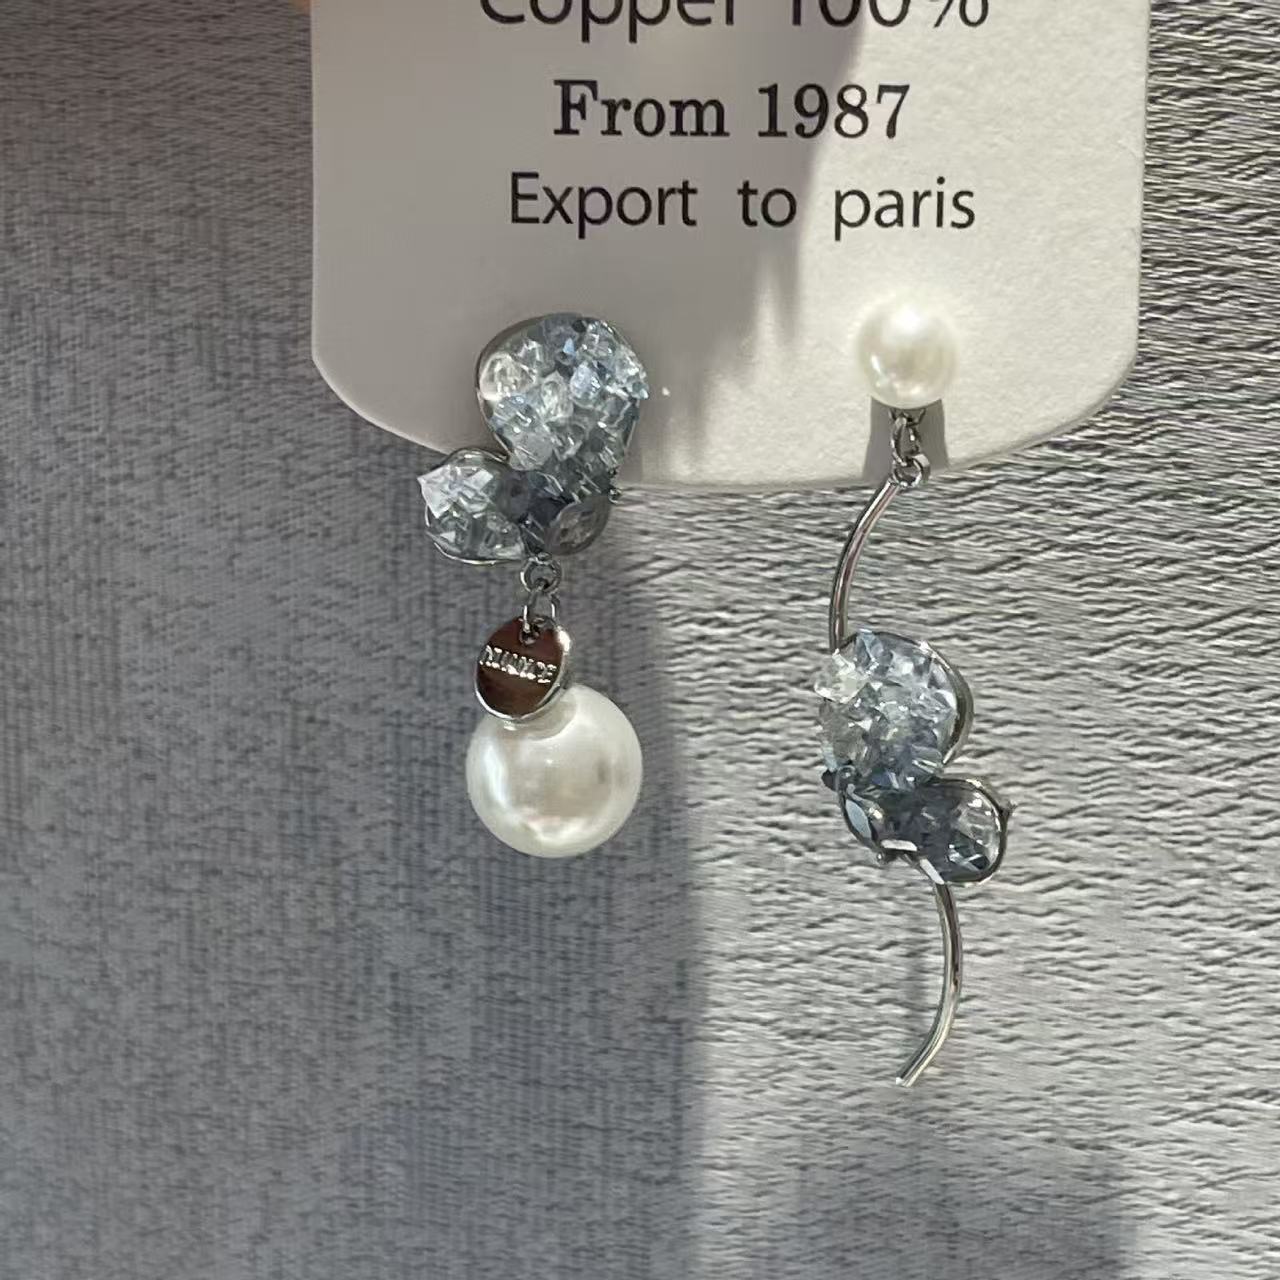 Copper 100%
From 1987
Export to paris